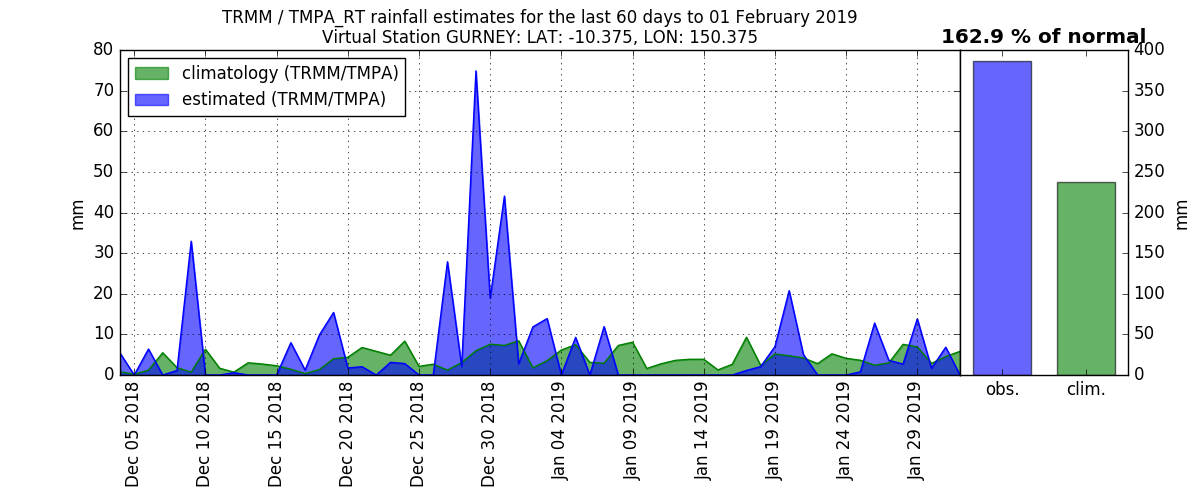 TRMM / TMPA_RT rainfall estimates for the last 60 days to 01 February 2019
Virtual Station GURNEY: LAT: -10.375, LON: 150.375
162.9 % of normal
climatology (TRMM/TMPA)
estimated (TRMM/TMPA)
80
70
60
50
40
30
20
10
0
mm
Dec 05 2018
Dec 10 2018
Dec 15 2018
Dec 20 2018
Dec 25 2018
Dec 30 2018
Jan 04 2019
Jan 09 2019
Jan 14 2019
Jan 19 2019
Jan 24 2019
Jan 29 2019
400
350
300
250
200
150
100
50
0
mm
obs.
clim.